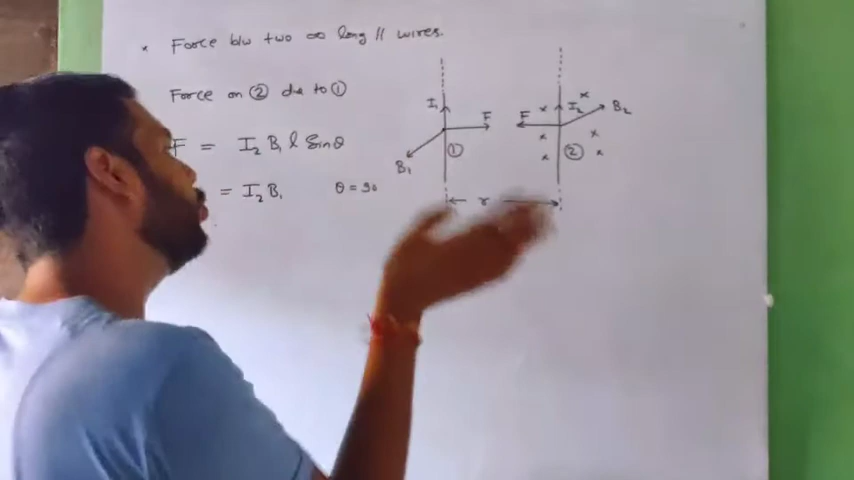 * Force b/w two ∞ long // wires.
Force on ② due to ①
F = I₂ B₁ l Sinθ
= I₂ B₁ θ = 90
I₁ F B₁ ①
F I₂ B₂ ②
r